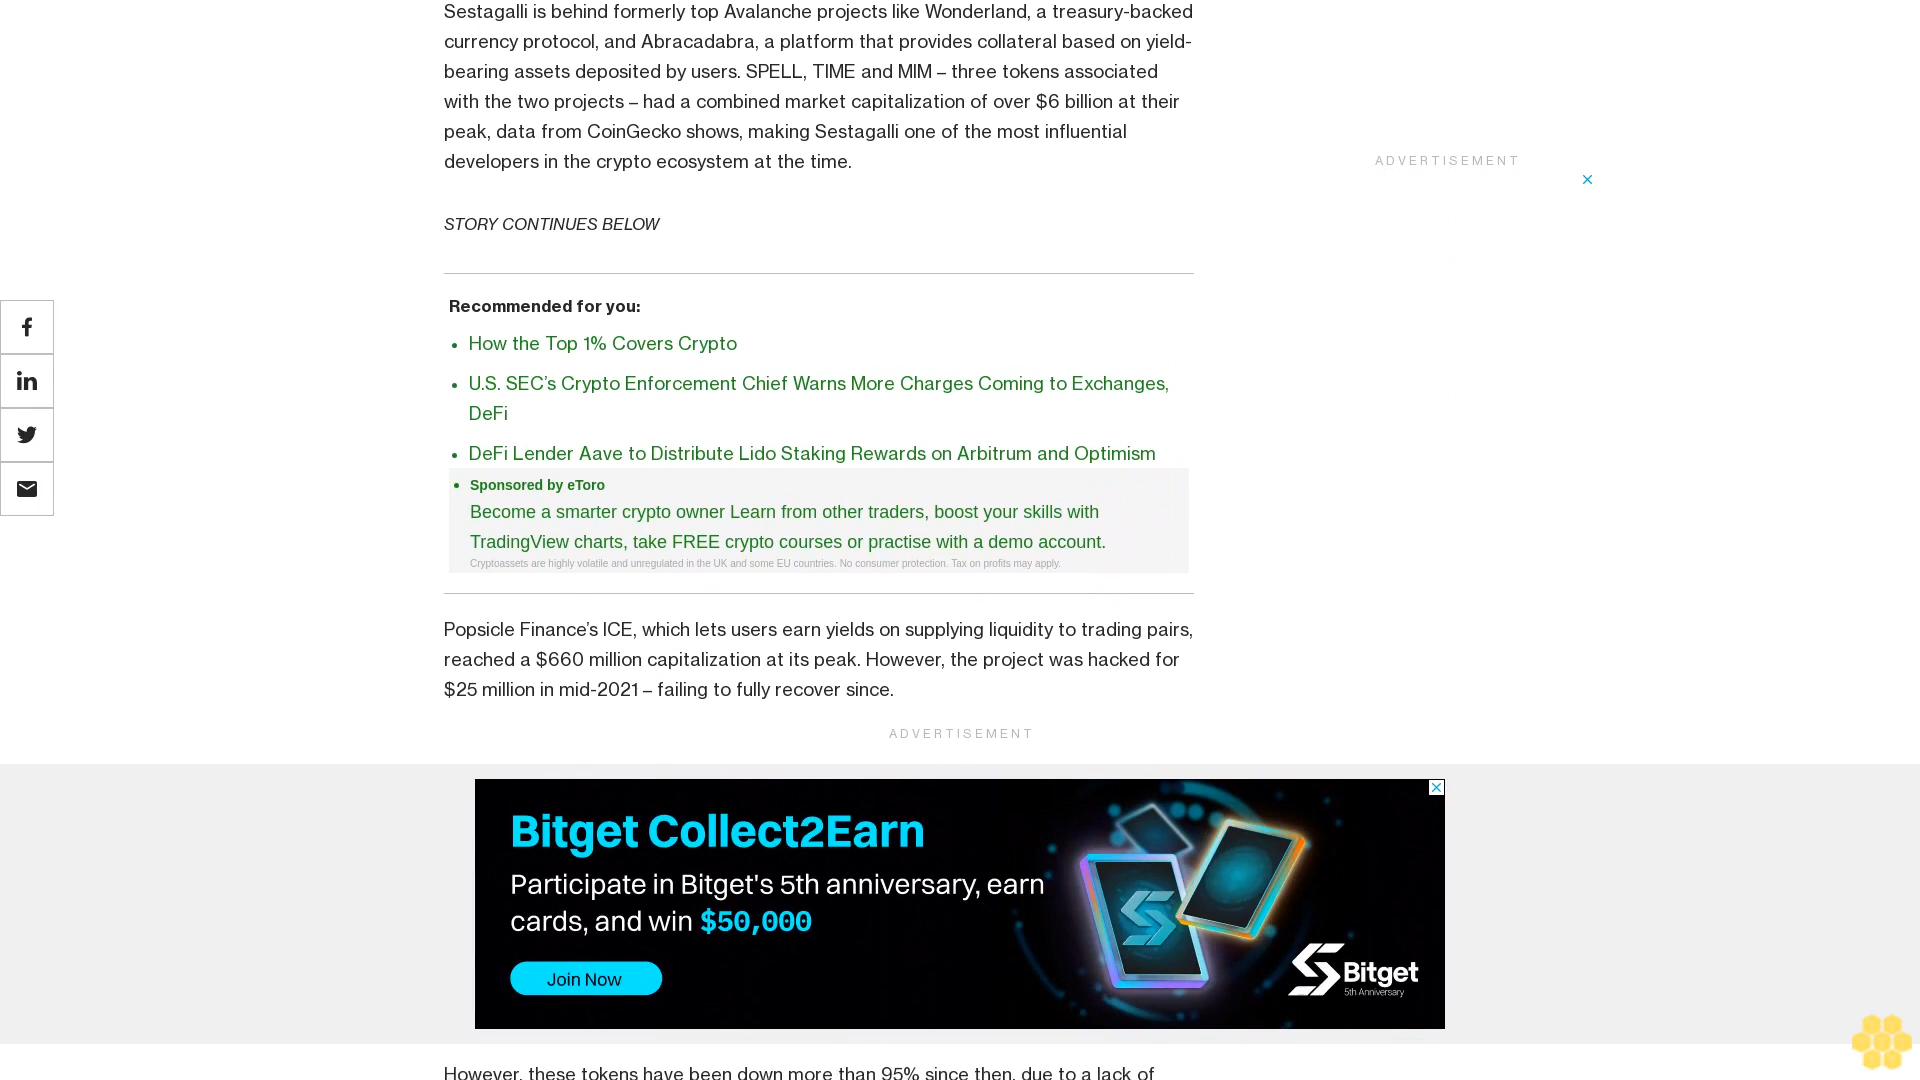 Sestagalli is behind formerly top Avalanche projects like Wonderland, a treasury-backed
currency protocol, and Abracadabra, a platform that provides collateral based on yield-
bearing assets deposited by users. SPELL, TIME and MIM – three tokens associated
with the two projects – had a combined market capitalization of over $6 billion at their
peak, data from CoinGecko shows, making Sestagalli one of the most influential
developers in the crypto ecosystem at the time.
ADVERTISEMENT
STORY CONTINUES BELOW
Recommended for you:
• How the Top 1% Covers Crypto
• U.S. SEC’s Crypto Enforcement Chief Warns More Charges Coming to Exchanges,
DeFi
• DeFi Lender Aave to Distribute Lido Staking Rewards on Arbitrum and Optimism
• Sponsored by eToro
Become a smarter crypto owner Learn from other traders, boost your skills with
TradingView charts, take FREE crypto courses or practise with a demo account.
Cryptoassets are highly volatile and unregulated in the UK and some EU countries. No consumer protection. Tax on profits may apply.
Popsicle Finance’s ICE, which lets users earn yields on supplying liquidity to trading pairs,
reached a $660 million capitalization at its peak. However, the project was hacked for
$25 million in mid-2021 – failing to fully recover since.
ADVERTISEMENT
Bitget Collect2Earn
Participate in Bitget's 5th anniversary, earn
cards, and win $50,000
Join Now
Bitget
5th Anniversary
However, these tokens have been down more than 95% since then, due to a lack of